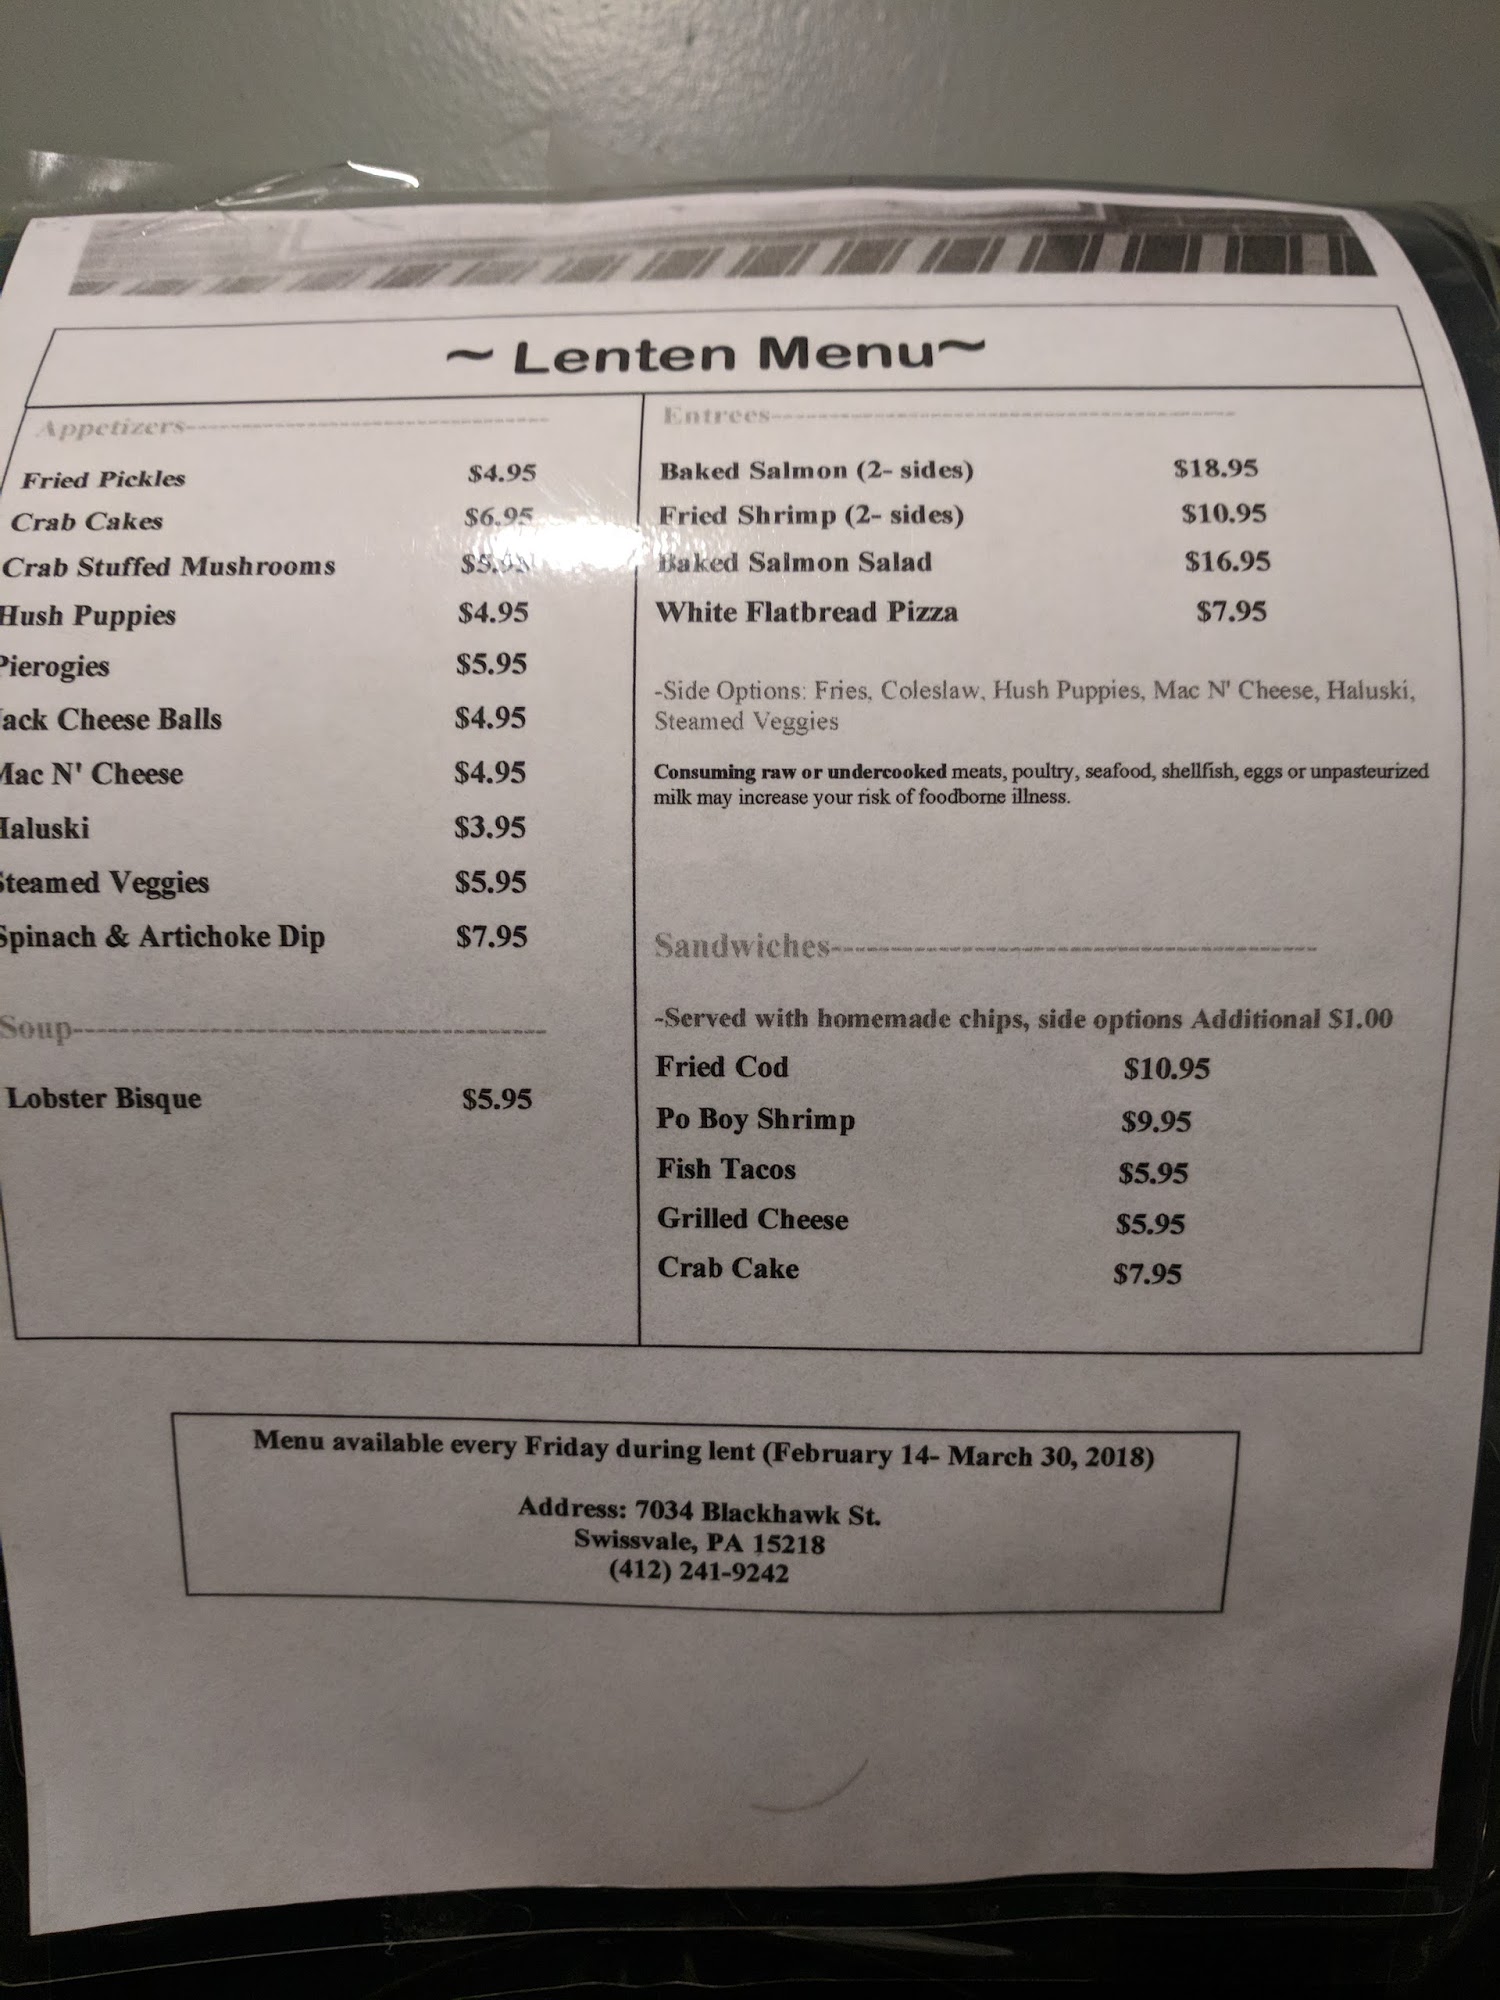 ~ Lenten Menu~
Appetizers--------------------------------
Fried Pickles $4.95
Crab Cakes $6.95
Crab Stuffed Mushrooms $5.95
Hush Puppies $4.95
Pierogies $5.95
Jack Cheese Balls $4.95
Mac N' Cheese $4.95
Haluski $3.95
Steamed Veggies $5.95
Spinach & Artichoke Dip $7.95
Soup------------------------------------------
Lobster Bisque $5.95
Entrees------------------------------------------
Baked Salmon (2- sides) $18.95
Fried Shrimp (2- sides) $10.95
Baked Salmon Salad $16.95
White Flatbread Pizza $7.95
-Side Options: Fries, Coleslaw, Hush Puppies, Mac N' Cheese, Haluski,
Steamed Veggies
Consuming raw or undercooked meats, poultry, seafood, shellfish, eggs or unpasteurized
milk may increase your risk of foodborne illness.
Sandwiches------------------------------------------
-Served with homemade chips, side options Additional $1.00
Fried Cod $10.95
Po Boy Shrimp $9.95
Fish Tacos $5.95
Grilled Cheese $5.95
Crab Cake $7.95
Menu available every Friday during lent (February 14- March 30, 2018)
Address: 7034 Blackhawk St.
Swissvale, PA 15218
(412) 241-9242